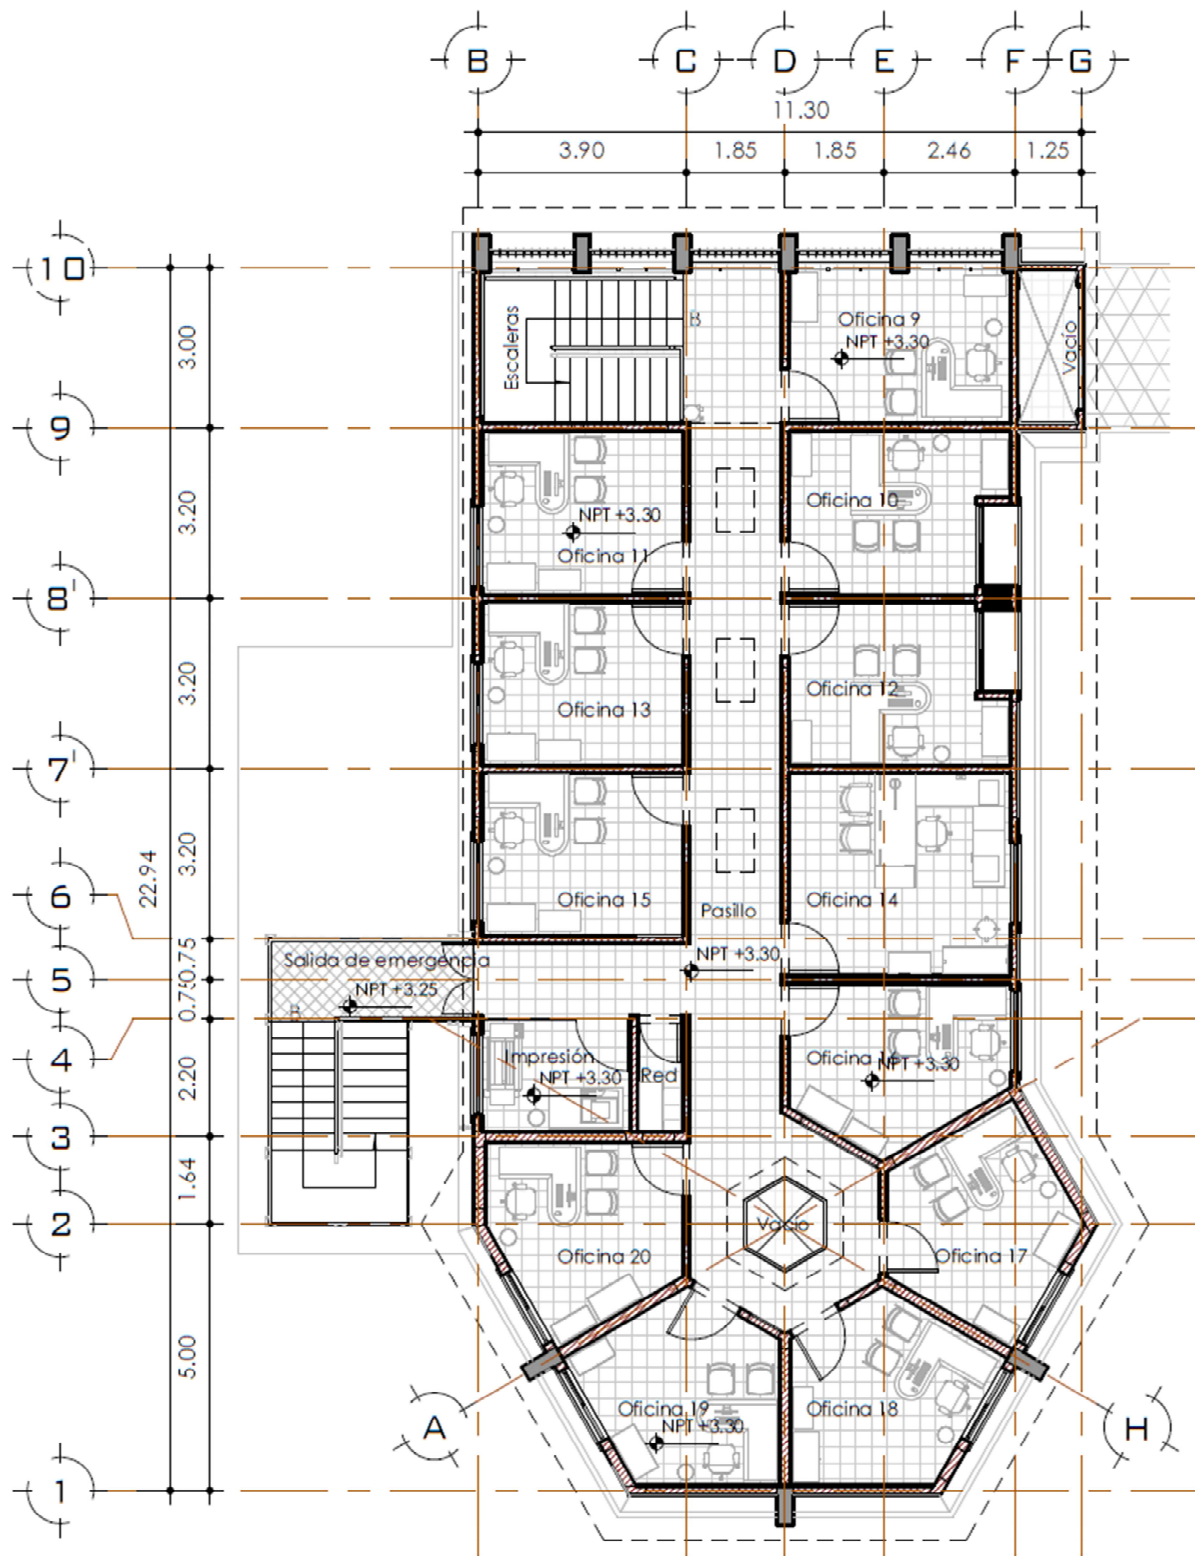 B C D E F G
11.30
3.90 1.85 1.85 2.46 1.25
10
3.00
Escaleras
B
Oficina 9
NPT +3.30
Vacío
9
3.20
Oficina 10
NPT +3.30
Oficina 11
8'
3.20
Oficina 12
Oficina 13
7'
3.20
22.94
6
Oficina 15
Pasillo
Oficina 14
0.75
Salida de emergencia
NPT +3.30
5
NPT +3.25
0.75
B
4
2.20
Impresión
NPT +3.30
Red
Oficina 16
NPT +3.30
3
1.64
2
Vacío
Oficina 20
Oficina 17
5.00
A
Oficina 19
NPT +3.30
Oficina 18
H
1